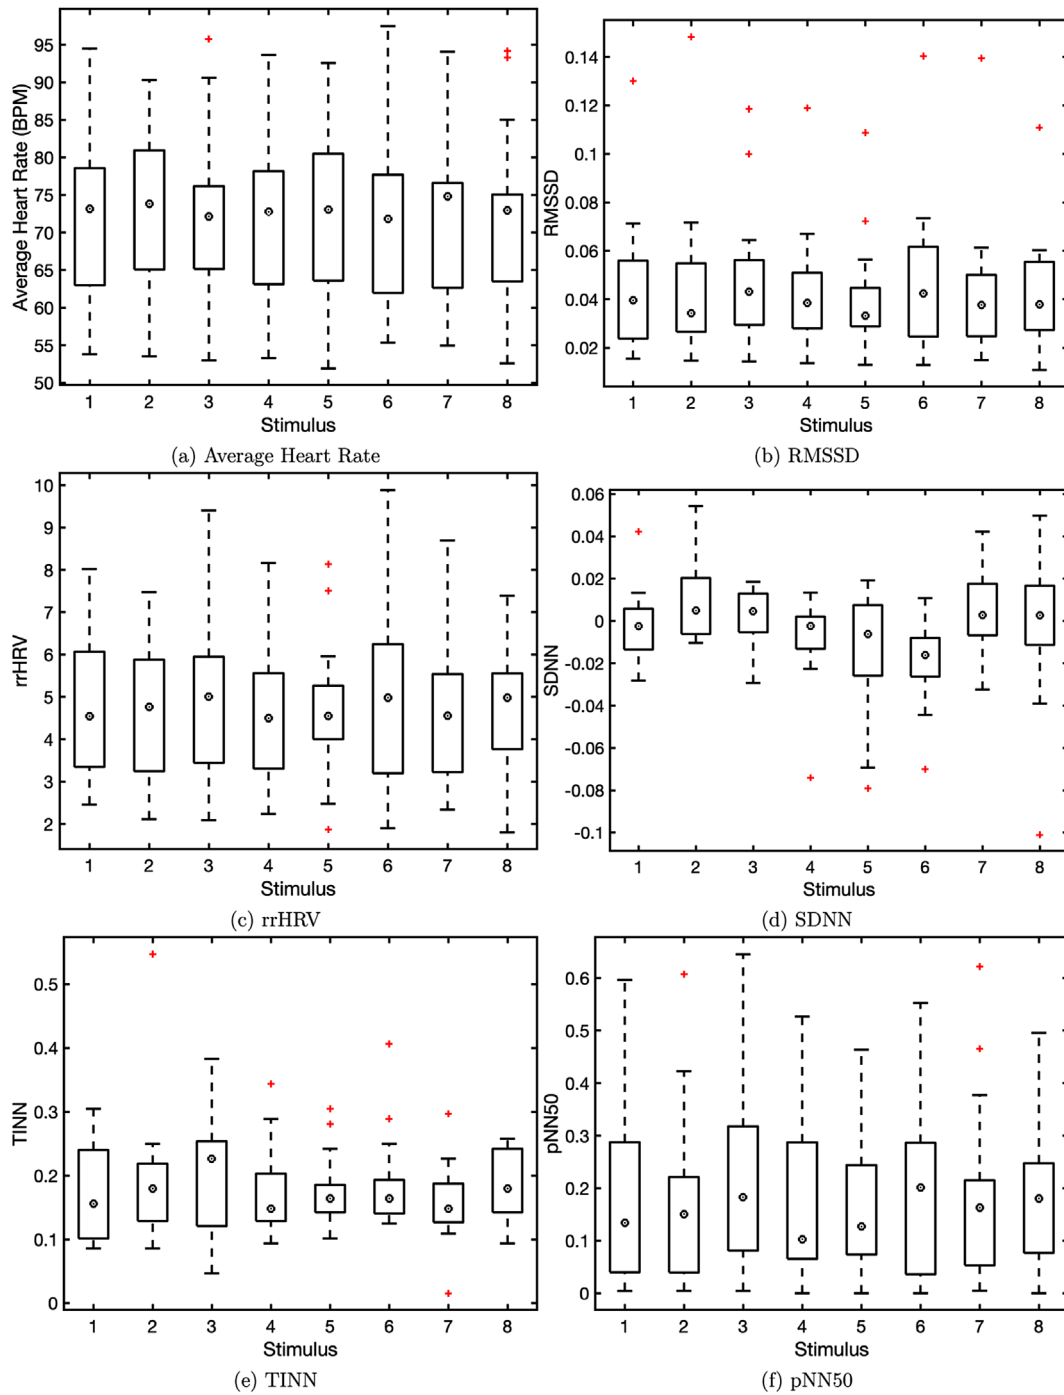 Average Heart Rate (BPM)
95
90
85
80
75
70
65
60
55
50
1 2 3 4 5 6 7 8
Stimulus
(a) Average Heart Rate
RMSSD
0.14
0.12
0.1
0.08
0.06
0.04
0.02
1 2 3 4 5 6 7 8
Stimulus
(b) RMSSD
rrHRV
10
9
8
7
6
5
4
3
2
1 2 3 4 5 6 7 8
Stimulus
(c) rrHRV
SDNN
0.06
0.04
0.02
0
-0.02
-0.04
-0.06
-0.08
-0.1
1 2 3 4 5 6 7 8
Stimulus
(d) SDNN
TINN
0.5
0.4
0.3
0.2
0.1
0
1 2 3 4 5 6 7 8
Stimulus
(e) TINN
pNN50
0.6
0.5
0.4
0.3
0.2
0.1
0
1 2 3 4 5 6 7 8
Stimulus
(f) pNN50